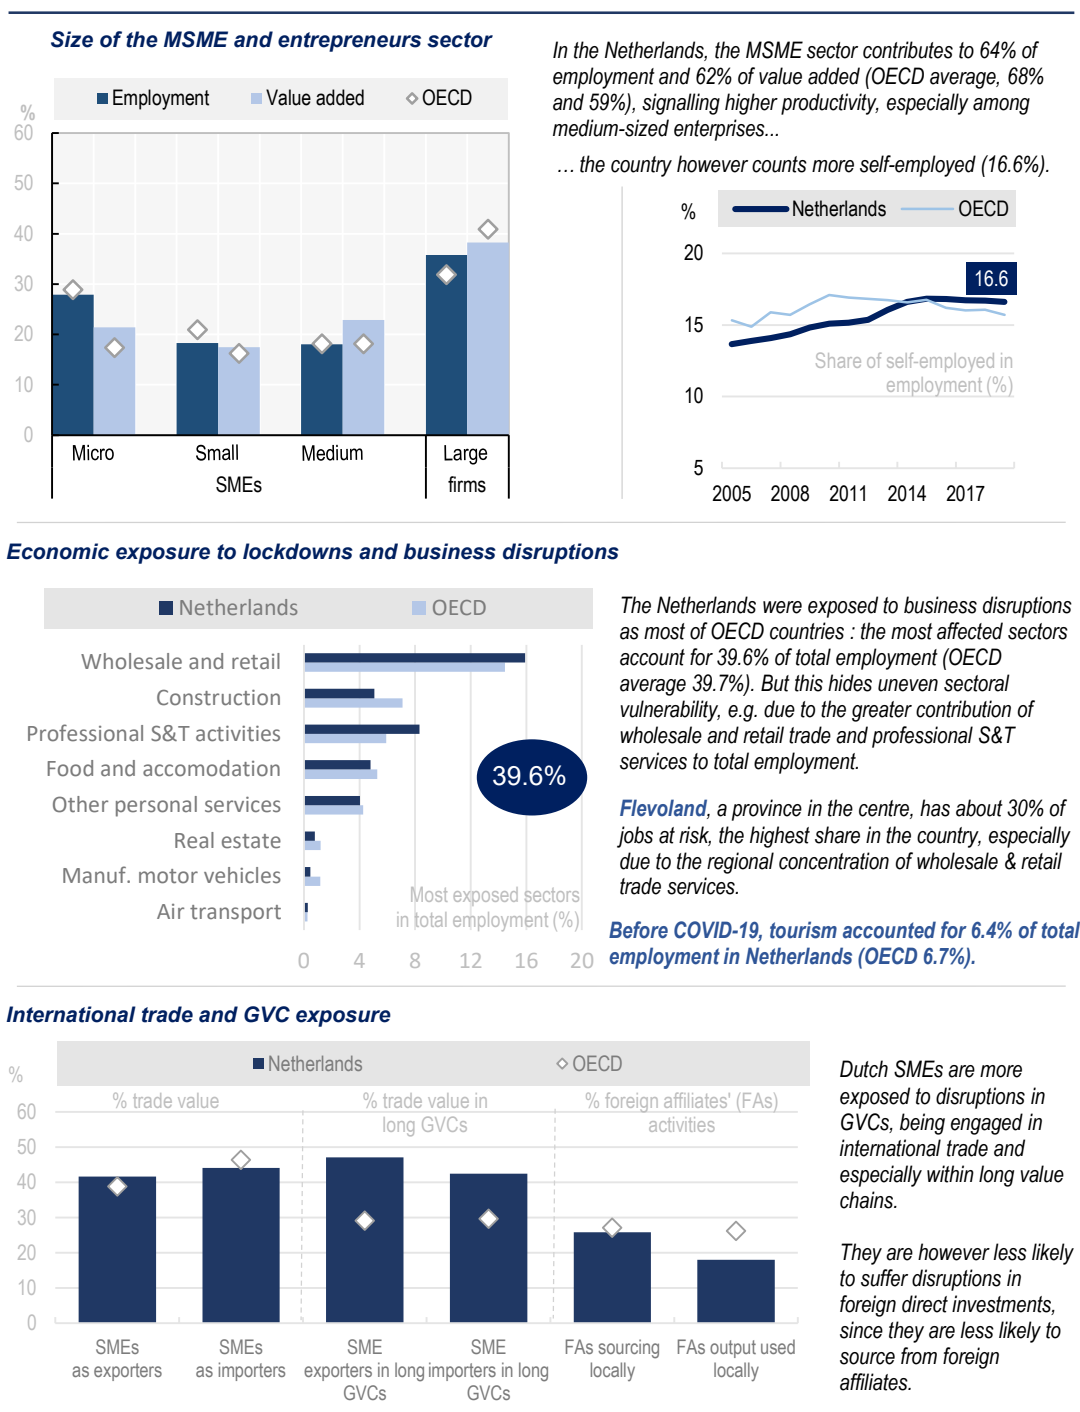 Size of the MSME and entrepreneurs sector
Employment Value added OECD
%
60
50
40
30
20
10
0
Micro Small Medium Large
SMEs firms
In the Netherlands, the MSME sector contributes to 64% of
employment and 62% of value added (OECD average, 68%
and 59%), signalling higher productivity, especially among
medium-sized enterprises...
… the country however counts more self-employed (16.6%).
% Netherlands OECD
20
16.6
15
Share of self-employed in
employment (%)
10
5
2005 2008 2011 2014 2017
Economic exposure to lockdowns and business disruptions
Netherlands OECD
Wholesale and retail
Construction
Professional S&T activities
Food and accomodation
Other personal services
Real estate
Manuf. motor vehicles
Air transport
39.6%
Most exposed sectors
in total employment (%)
0 4 8 12 16 20
The Netherlands were exposed to business disruptions
as most of OECD countries : the most affected sectors
account for 39.6% of total employment (OECD
average 39.7%). But this hides uneven sectoral
vulnerability, e.g. due to the greater contribution of
wholesale and retail trade and professional S&T
services to total employment.
Flevoland, a province in the centre, has about 30% of
jobs at risk, the highest share in the country, especially
due to the regional concentration of wholesale & retail
trade services.
Before COVID-19, tourism accounted for 6.4% of total
employment in Netherlands (OECD 6.7%).
International trade and GVC exposure
Netherlands OECD
%
% trade value % trade value in % foreign affiliates' (FAs)
long GVCs activities
60
50
40
30
20
10
0
SMEs SMEs SME SME FAs sourcing FAs output used
as exporters as importers exporters in long importers in long locally locally
GVCs GVCs
Dutch SMEs are more
exposed to disruptions in
GVCs, being engaged in
international trade and
especially within long value
chains.
They are however less likely
to suffer disruptions in
foreign direct investments,
since they are less likely to
source from foreign
affiliates.